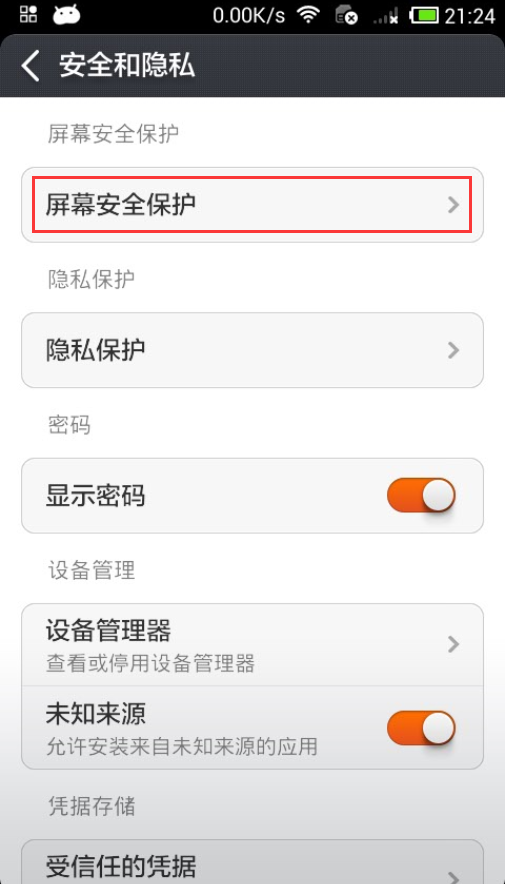 0.00K/s 21:24
安全和隐私
屏幕安全保护
屏幕安全保护
隐私保护
隐私保护
密码
显示密码
设备管理
设备管理器
查看或停用设备管理器
未知来源
允许安装来自未知来源的应用
凭据存储
受信任的凭据